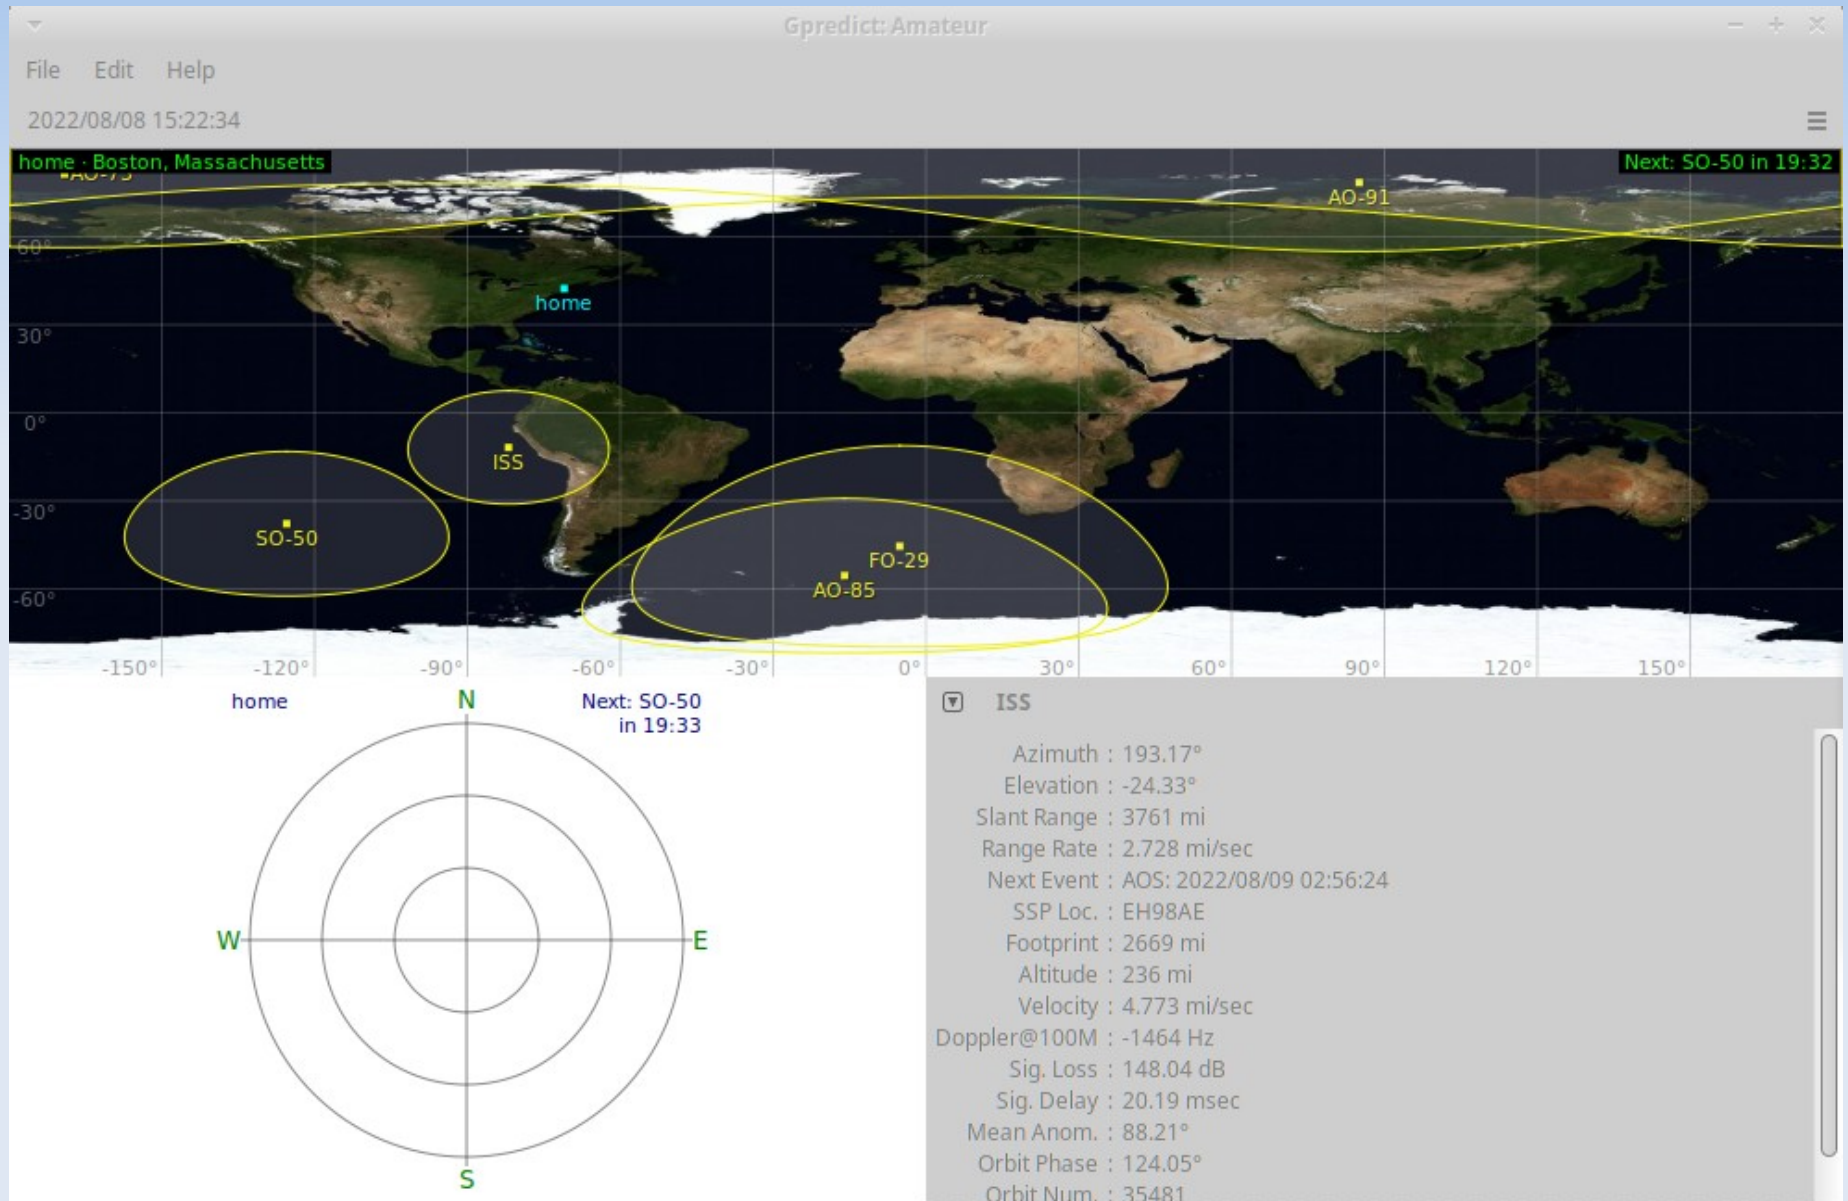 Gpredict: Amateur
File Edit Help
2022/08/08 15:22:34
home · Boston, Massachusetts
Next: SO-50 in 19:32
AO-73
AO-91
60°
home
30°
0°
ISS
-30°
SO-50
FO-29
AO-85
-60°
-150° -120° -90° -60° -30° 0° 30° 60° 90° 120° 150°
home
N
Next: SO-50
in 19:33
W
E
S
ISS
Azimuth : 193.17°
Elevation : -24.33°
Slant Range : 3761 mi
Range Rate : 2.728 mi/sec
Next Event : AOS: 2022/08/09 02:56:24
SSP Loc. : EH98AE
Footprint : 2669 mi
Altitude : 236 mi
Velocity : 4.773 mi/sec
Doppler@100M : -1464 Hz
Sig. Loss : 148.04 dB
Sig. Delay : 20.19 msec
Mean Anom. : 88.21°
Orbit Phase : 124.05°
Orbit Num. : 35481